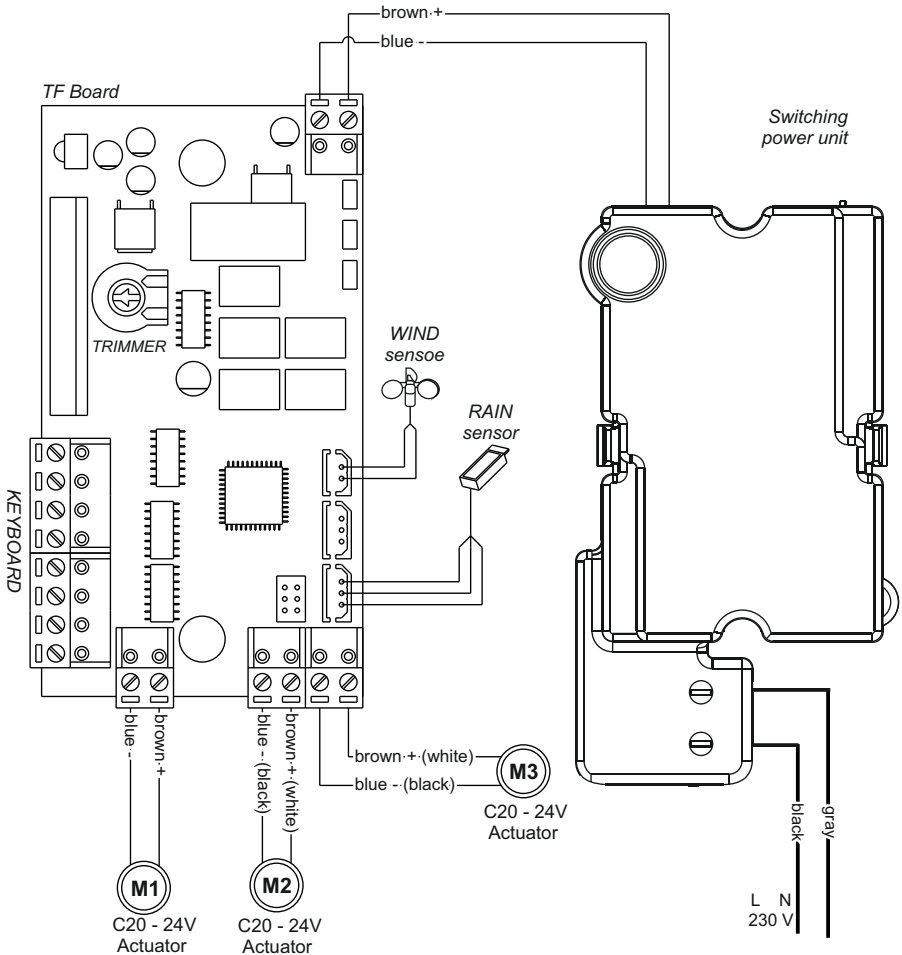 brown +
blue -
TF Board
Switching
power unit
TRIMMER
WIND
sensoe
RAIN
sensor
KEYBOARD
blue -
brown +
blue - (black)
brown + (white)
brown + (white)
blue - (black)
M3
C20 - 24V
Actuator
M1
C20 - 24V
Actuator
M2
C20 - 24V
Actuator
black
gray
L N
230 V